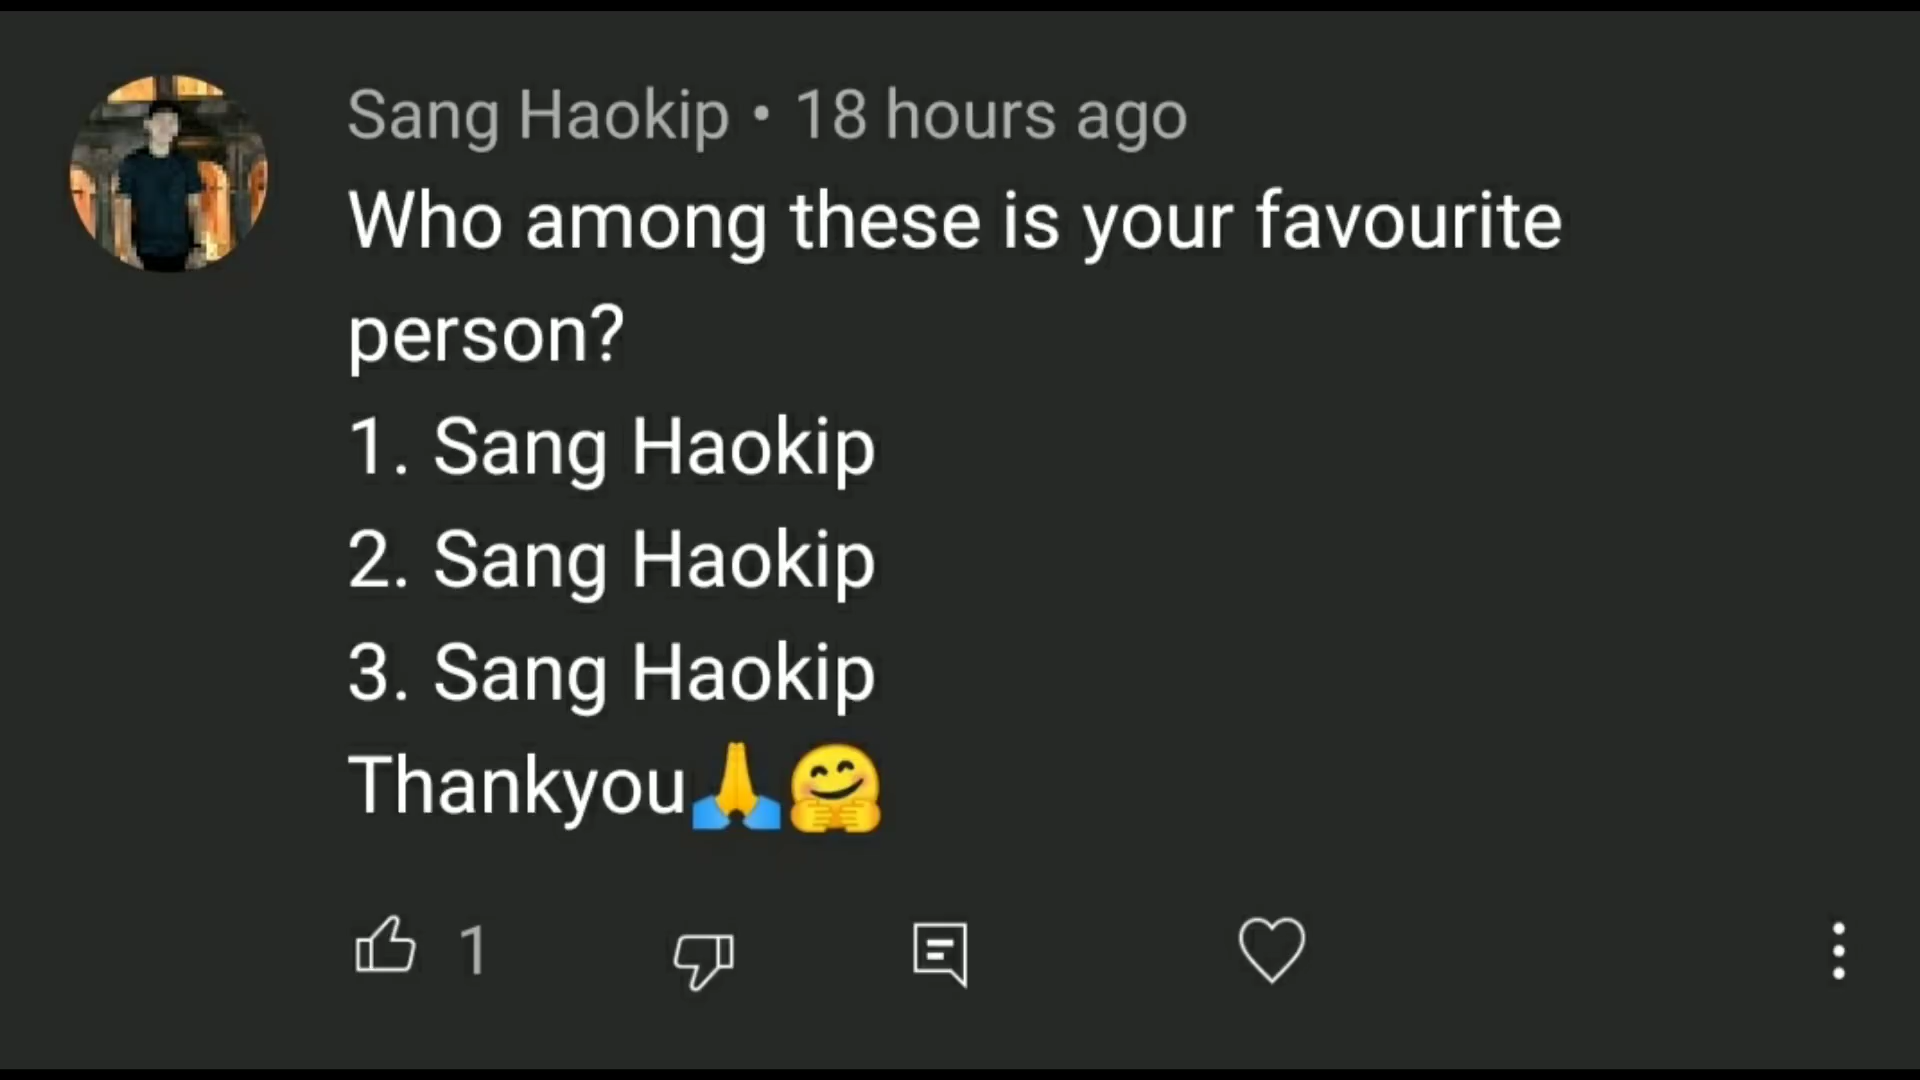 Sang Haokip • 18 hours ago
Who among these is your favourite
person?
1. Sang Haokip
2. Sang Haokip
3. Sang Haokip
Thankyou🙏🤗
1